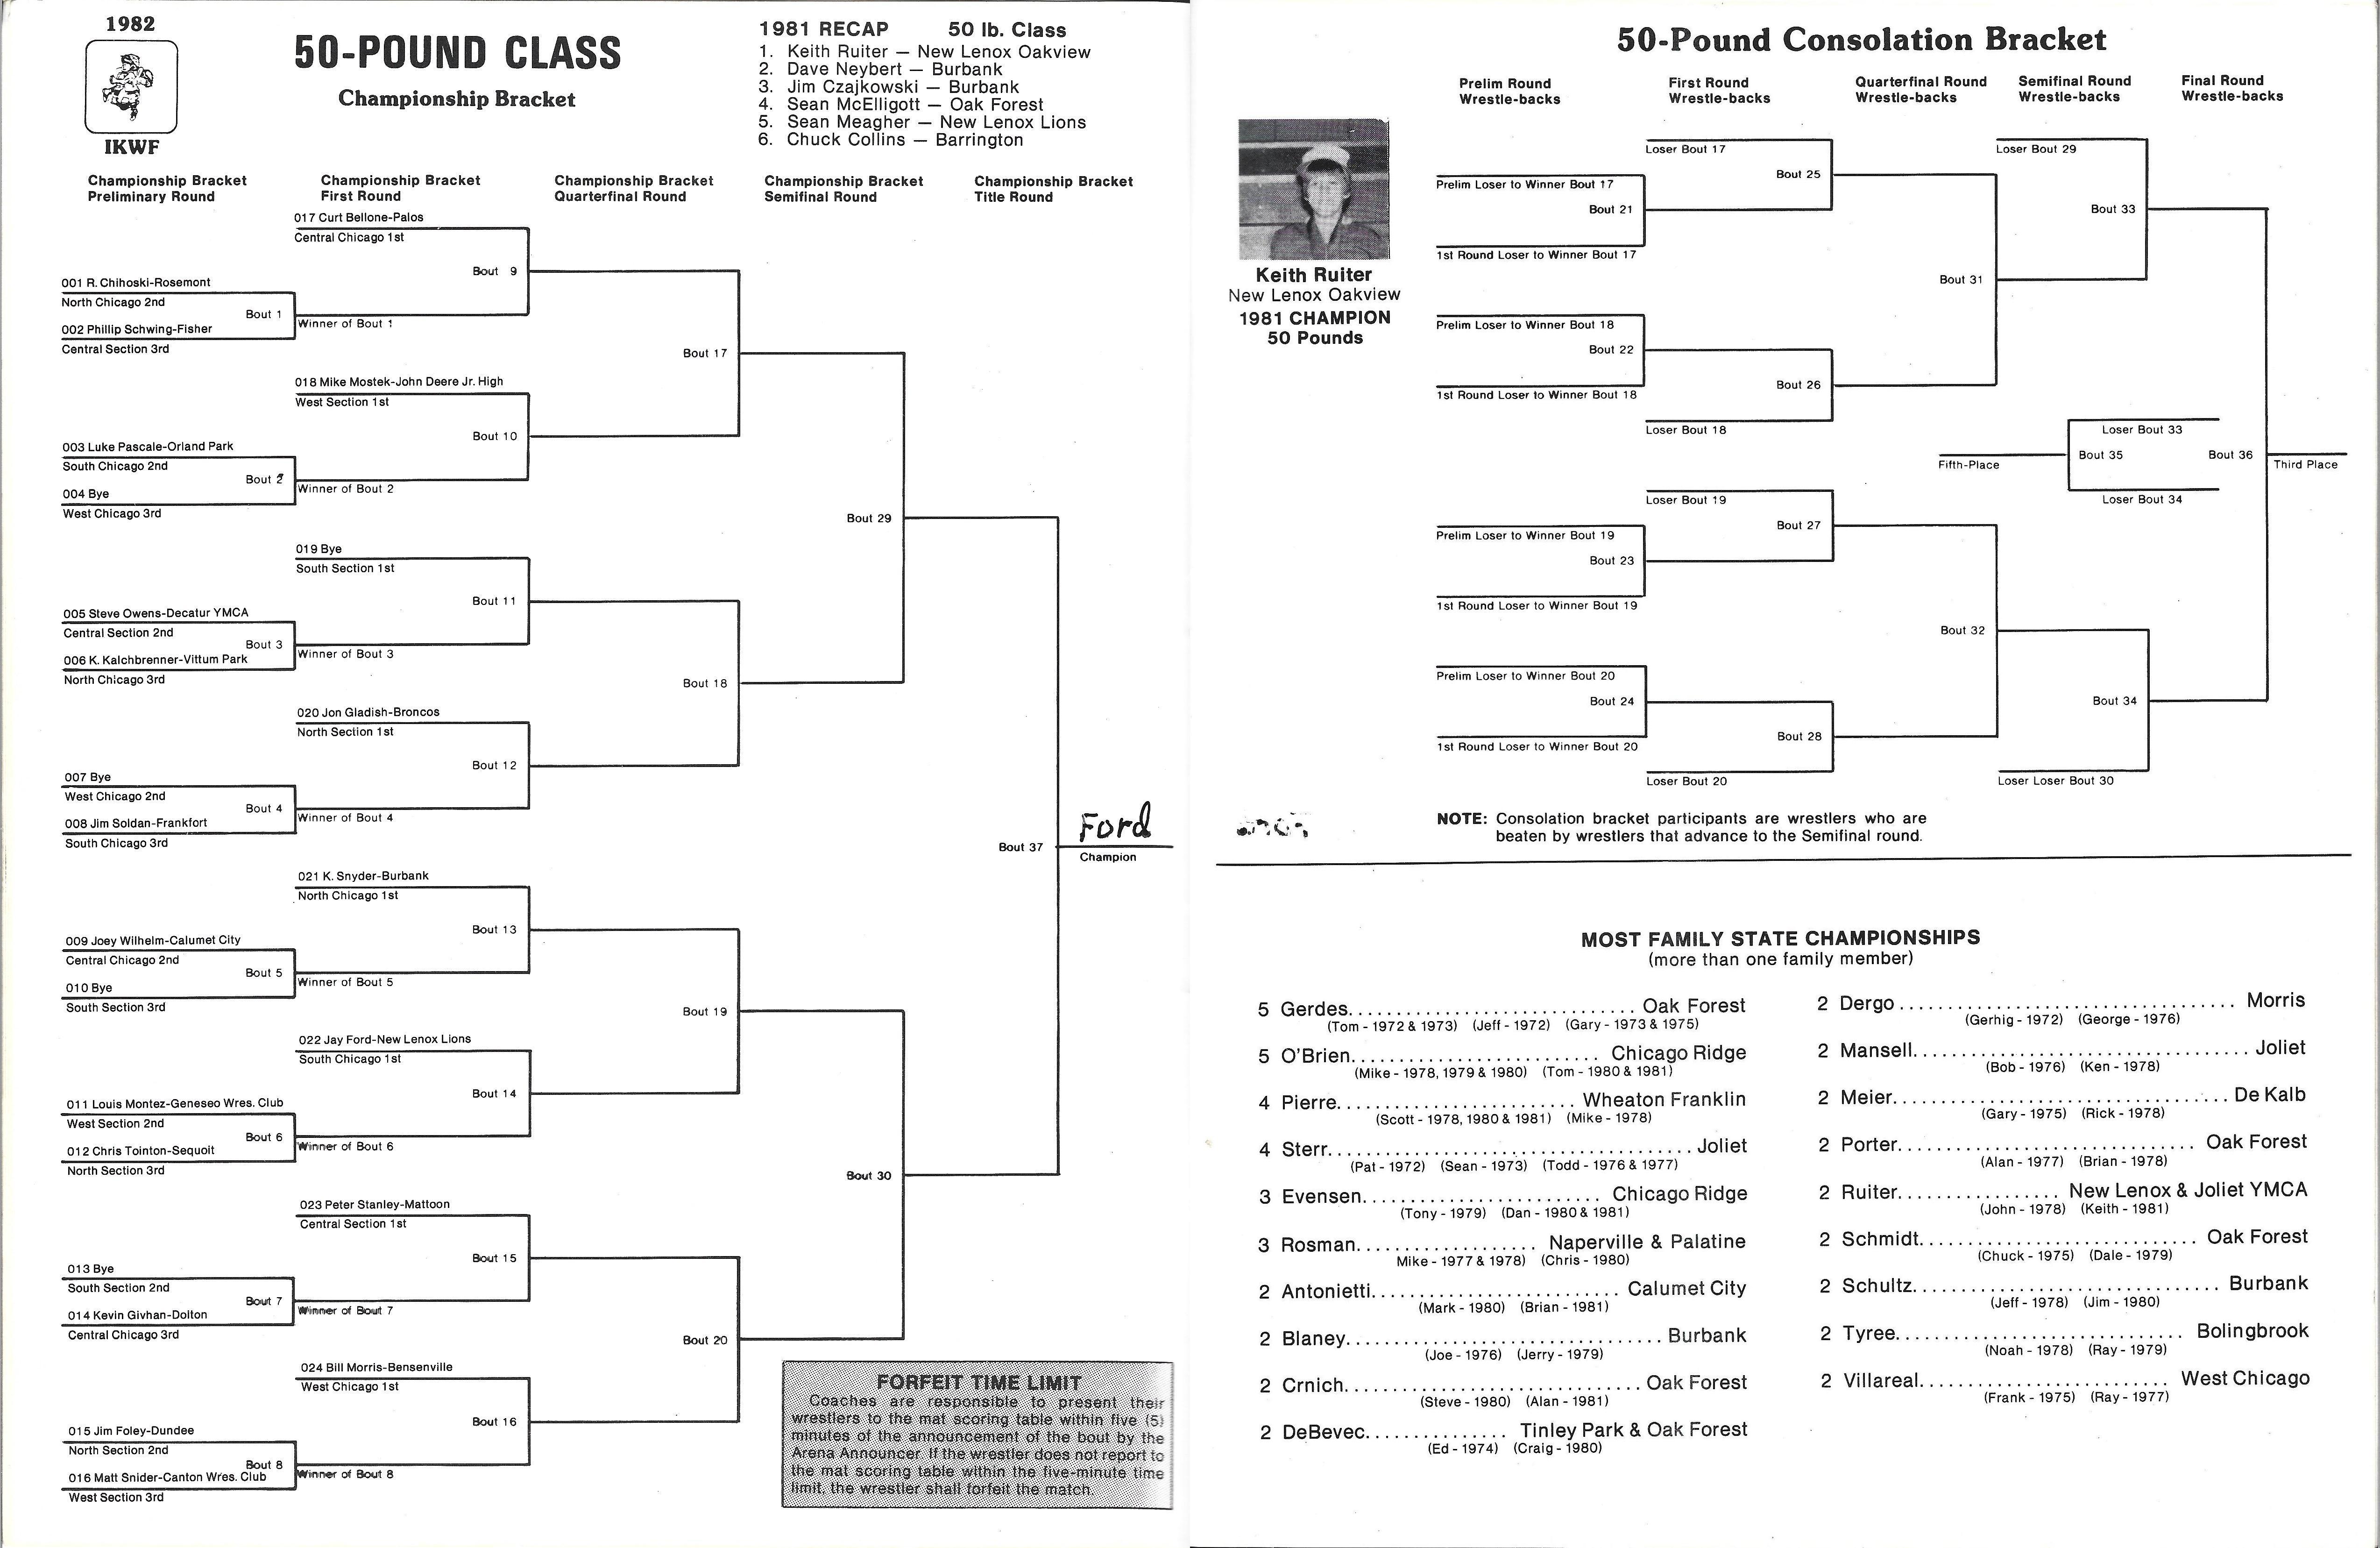 1982
IKWF
50-POUND CLASS
Championship Bracket
1981 RECAP 50 lb. Class
1. Keith Ruiter — New Lenox Oakview
2. Dave Neybert — Burbank
3. Jim Czajkowski — Burbank
4. Sean McElligott — Oak Forest
5. Sean Meagher — New Lenox Lions
6. Chuck Collins — Barrington
Championship Bracket
Preliminary Round
Championship Bracket
First Round
Championship Bracket
Quarterfinal Round
Championship Bracket
Semifinal Round
Championship Bracket
Title Round
001 R. Chihoski-Rosemont
North Chicago 2nd
Bout 1
002 Phillip Schwing-Fisher
Central Section 3rd
003 Luke Pascale-Orland Park
South Chicago 2nd
Bout 2
004 Bye
West Chicago 3rd
005 Steve Owens-Decatur YMCA
Central Section 2nd
Bout 3
006 K. Kalchbrenner-Vittum Park
North Chicago 3rd
007 Bye
West Chicago 2nd
Bout 4
008 Jim Soldan-Frankfort
South Chicago 3rd
009 Joey Wilhelm-Calumet City
Central Chicago 2nd
Bout 5
010 Bye
South Section 3rd
011 Louis Montez-Geneseo Wres. Club
West Section 2nd
Bout 6
012 Chris Tointon-Sequoit
North Section 3rd
013 Bye
South Section 2nd
Bout 7
014 Kevin Givhan-Dolton
Central Chicago 3rd
015 Jim Foley-Dundee
North Section 2nd
Bout 8
016 Matt Snider-Canton Wres. Club
West Section 3rd
017 Curt Bellone-Palos
Central Chicago 1st
Bout 9
Winner of Bout 1
018 Mike Mostek-John Deere Jr. High
West Section 1st
Bout 10
Winner of Bout 2
019 Bye
South Section 1st
Bout 11
Winner of Bout 3
020 Jon Gladish-Broncos
North Section 1st
Bout 12
Winner of Bout 4
021 K. Snyder-Burbank
North Chicago 1st
Bout 13
Winner of Bout 5
022 Jay Ford-New Lenox Lions
South Chicago 1st
Bout 14
Winner of Bout 6
023 Peter Stanley-Mattoon
Central Section 1st
Bout 15
Winner of Bout 7
024 Bill Morris-Bensenville
West Chicago 1st
Bout 16
Winner of Bout 8
Bout 17
Bout 18
Bout 19
Bout 20
Bout 29
Bout 30
Bout 37
Ford
Champion
FORFEIT TIME LIMIT
Coaches are responsible to present their
wrestlers to the mat scoring table within five (5)
minutes of the announcement of the bout by the
Arena Announcer. If the wrestler does not report to
the mat scoring table within the five-minute time
limit, the wrestler shall forfeit the match.
50-Pound Consolation Bracket
Prelim Round
Wrestle-backs
First Round
Wrestle-backs
Quarterfinal Round
Wrestle-backs
Semifinal Round
Wrestle-backs
Final Round
Wrestle-backs
Keith Ruiter
New Lenox Oakview
1981 CHAMPION
50 Pounds
Prelim Loser to Winner Bout 17
Bout 21
1st Round Loser to Winner Bout 17
Prelim Loser to Winner Bout 18
Bout 22
1st Round Loser to Winner Bout 18
Prelim Loser to Winner Bout 19
Bout 23
1st Round Loser to Winner Bout 19
Prelim Loser to Winner Bout 20
Bout 24
1st Round Loser to Winner Bout 20
Loser Bout 17
Bout 25
Bout 26
Loser Bout 18
Loser Bout 19
Bout 27
Bout 28
Loser Bout 20
Bout 31
Bout 32
Loser Bout 29
Bout 33
Bout 34
Loser Loser Bout 30
Loser Bout 33
Fifth-Place
Bout 35
Loser Bout 34
Bout 36
Third Place
NOTE: Consolation bracket participants are wrestlers who are
beaten by wrestlers that advance to the Semifinal round.
MOST FAMILY STATE CHAMPIONSHIPS
(more than one family member)
5 Gerdes.............................. Oak Forest
(Tom - 1972 & 1973) (Jeff - 1972) (Gary - 1973 & 1975)
5 O'Brien.......................... Chicago Ridge
(Mike - 1978, 1979 & 1980) (Tom - 1980 & 1981)
4 Pierre......................... Wheaton Franklin
(Scott - 1978, 1980 & 1981) (Mike - 1978)
4 Sterr...................................... Joliet
(Pat - 1972) (Sean - 1973) (Todd - 1976 & 1977)
3 Evensen......................... Chicago Ridge
(Tony - 1979) (Dan - 1980 & 1981)
3 Rosman................... Naperville & Palatine
Mike - 1977 & 1978) (Chris - 1980)
2 Antonietti.......................... Calumet City
(Mark - 1980) (Brian - 1981)
2 Blaney................................. Burbank
(Joe - 1976) (Jerry - 1979)
2 Crnich............................... Oak Forest
(Steve - 1980) (Alan - 1981)
2 DeBevec............... Tinley Park & Oak Forest
(Ed - 1974) (Craig - 1980)
2 Dergo................................... Morris
(Gerhig - 1972) (George - 1976)
2 Mansell................................... Joliet
(Bob - 1976) (Ken - 1978)
2 Meier................................... De Kalb
(Gary - 1975) (Rick - 1978)
2 Porter............................... Oak Forest
(Alan - 1977) (Brian - 1978)
2 Ruiter................. New Lenox & Joliet YMCA
(John - 1978) (Keith - 1981)
2 Schmidt............................. Oak Forest
(Chuck - 1975) (Dale - 1979)
2 Schultz................................ Burbank
(Jeff - 1978) (Jim - 1980)
2 Tyree.............................. Bolingbrook
(Noah - 1978) (Ray - 1979)
2 Villareal.......................... West Chicago
(Frank - 1975) (Ray - 1977)